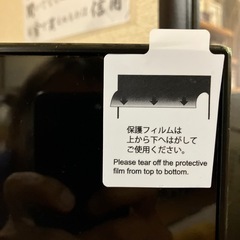 保護フィルムは
上から下へはがして
ご使用ください。
Please tear off the protective
film from top to bottom.